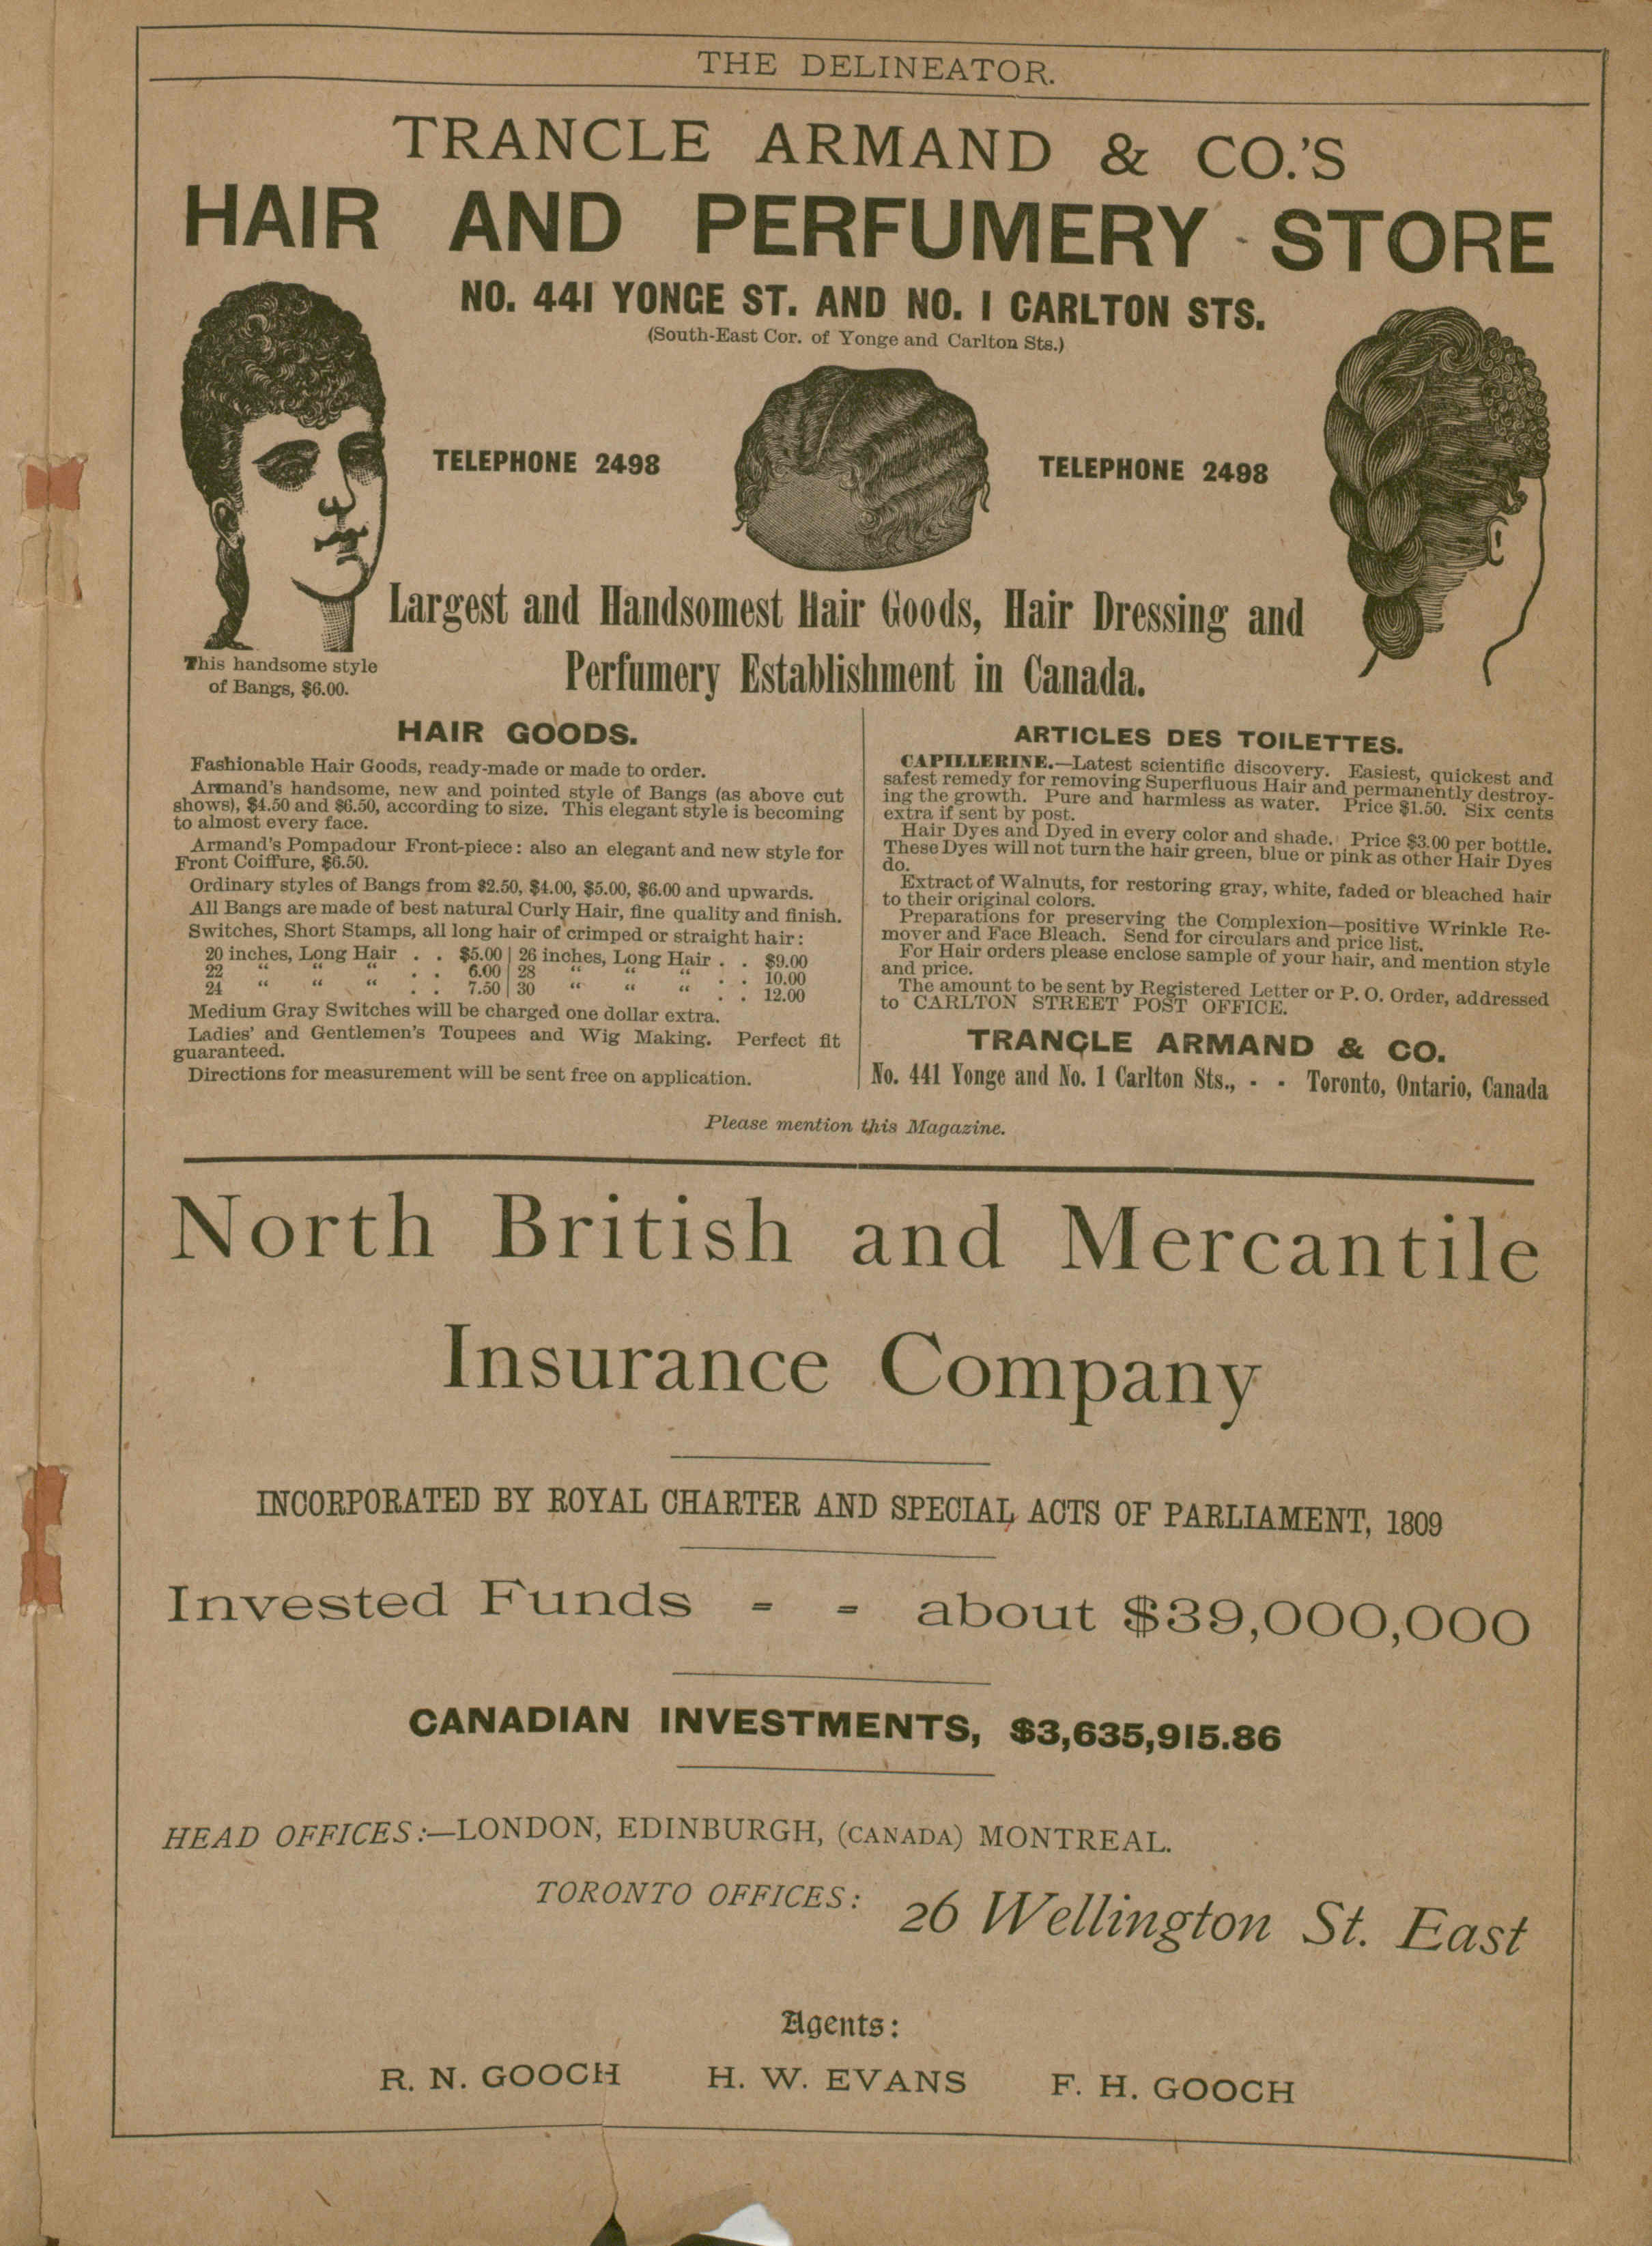 THE DELINEATOR.
TRANCLE ARMAND & CO.'S
HAIR AND PERFUMERY STORE
NO. 441 YONGE ST. AND NO. 1 CARLTON STS.
(South-East Cor. of Yonge and Carlton Sts.)
TELEPHONE 2498
TELEPHONE 2498
Largest and Handsomest Hair Goods, Hair Dressing and
Perfumery Establishment in Canada.
This handsome style
of Bangs, $6.00.
HAIR GOODS.
Fashionable Hair Goods, ready-made or made to order.
Armand's handsome, new and pointed style of Bangs (as above cut
shows), $4.50 and $6.50, according to size. This elegant style is becoming
to almost every face.
Armand's Pompadour Front-piece: also an elegant and new style for
Front Coiffure, $6.50.
Ordinary styles of Bangs from $2.50, $4.00, $5.00, $6.00 and upwards.
All Bangs are made of best natural Curly Hair, fine quality and finish.
Switches, Short Stamps, all long hair of crimped or straight hair:
20 inches, Long Hair . . $5.00 | 26 inches, Long Hair . . $9.00
22 " " " . . 6.00 | 28 " " " . . 10.00
24 " " " . . 7.50 | 30 " " " . . 12.00
Medium Gray Switches will be charged one dollar extra.
Ladies' and Gentlemen's Toupees and Wig Making. Perfect fit
guaranteed.
Directions for measurement will be sent free on application.
ARTICLES DES TOILETTES.
CAPILLERINE.—Latest scientific discovery. Easiest, quickest and
safest remedy for removing Superfluous Hair and permanently destroy-
ing the growth. Pure and harmless as water. Price $1.50. Six cents
extra if sent by post.
Hair Dyes and Dyed in every color and shade. Price $3.00 per bottle.
These Dyes will not turn the hair green, blue or pink as other Hair Dyes
do.
Extract of Walnuts, for restoring gray, white, faded or bleached hair
to their original colors.
Preparations for preserving the Complexion—positive Wrinkle Re-
mover and Face Bleach. Send for circulars and price list.
For Hair orders please enclose sample of your hair, and mention style
and price.
The amount to be sent by Registered Letter or P. O. Order, addressed
to CARLTON STREET POST OFFICE.
TRANCLE ARMAND & CO.
No. 441 Yonge and No. 1 Carlton Sts., - - Toronto, Ontario, Canada
Please mention this Magazine.
North British and Mercantile
Insurance Company
INCORPORATED BY ROYAL CHARTER AND SPECIAL ACTS OF PARLIAMENT, 1809
Invested Funds - - about $39,000,000
CANADIAN INVESTMENTS, $3,635,915.86
HEAD OFFICES:—LONDON, EDINBURGH, (CANADA) MONTREAL.
TORONTO OFFICES: 26 Wellington St. East
Agents:
R. N. GOOCH H. W. EVANS F. H. GOOCH